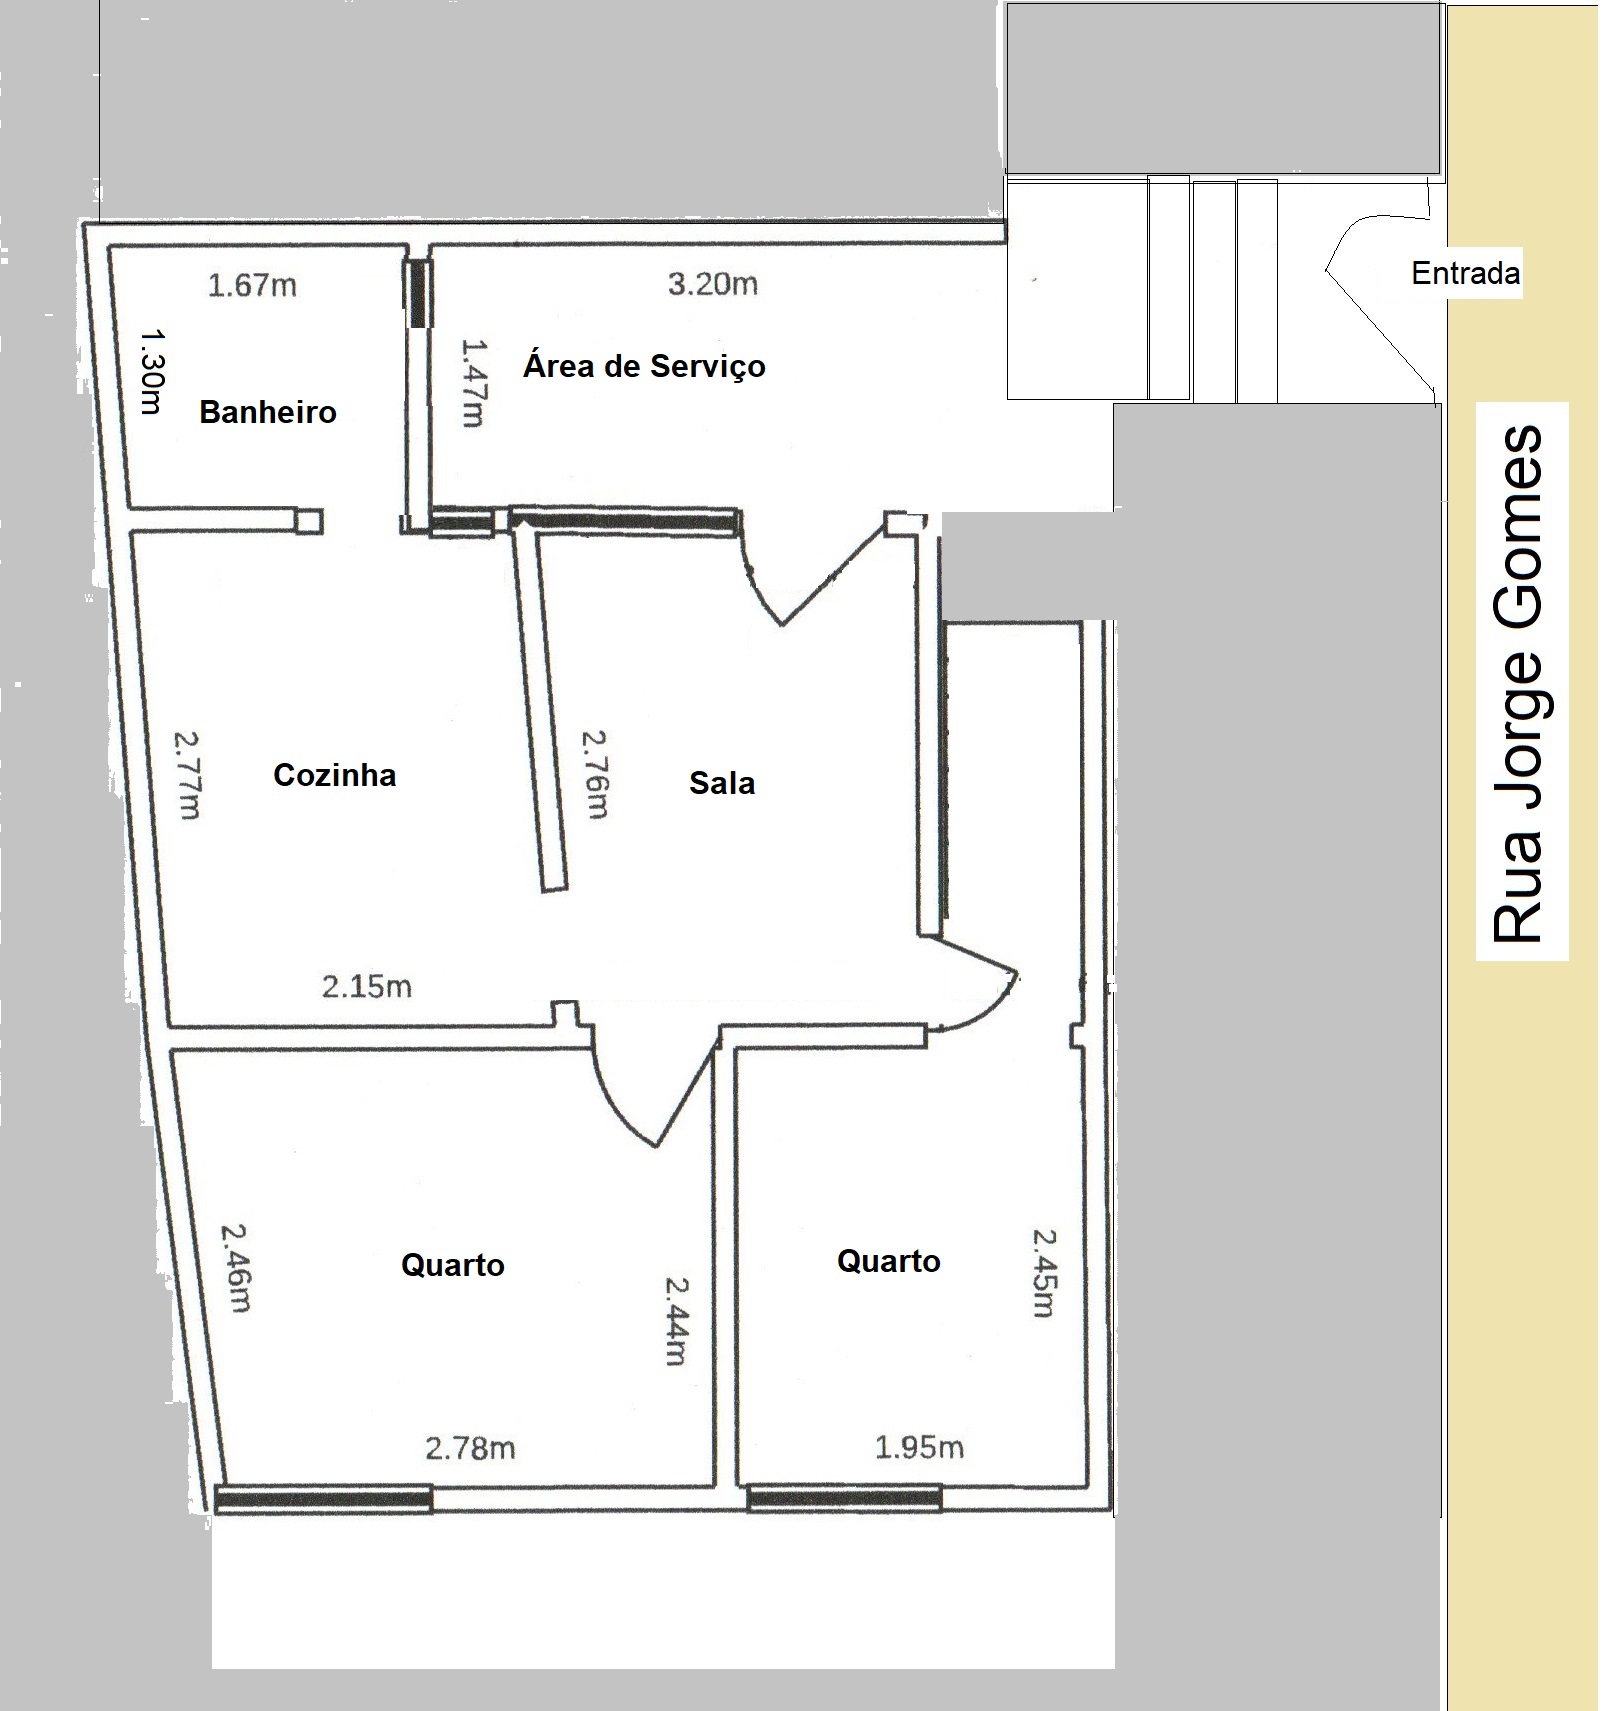 1.67m
3.20m
Entrada
1.30m
1.47m
Área de Serviço
Banheiro
Rua Jorge Gomes
2.77m
Cozinha
2.76m
Sala
2.15m
2.46m
Quarto
2.44m
Quarto
2.45m
2.78m
1.95m